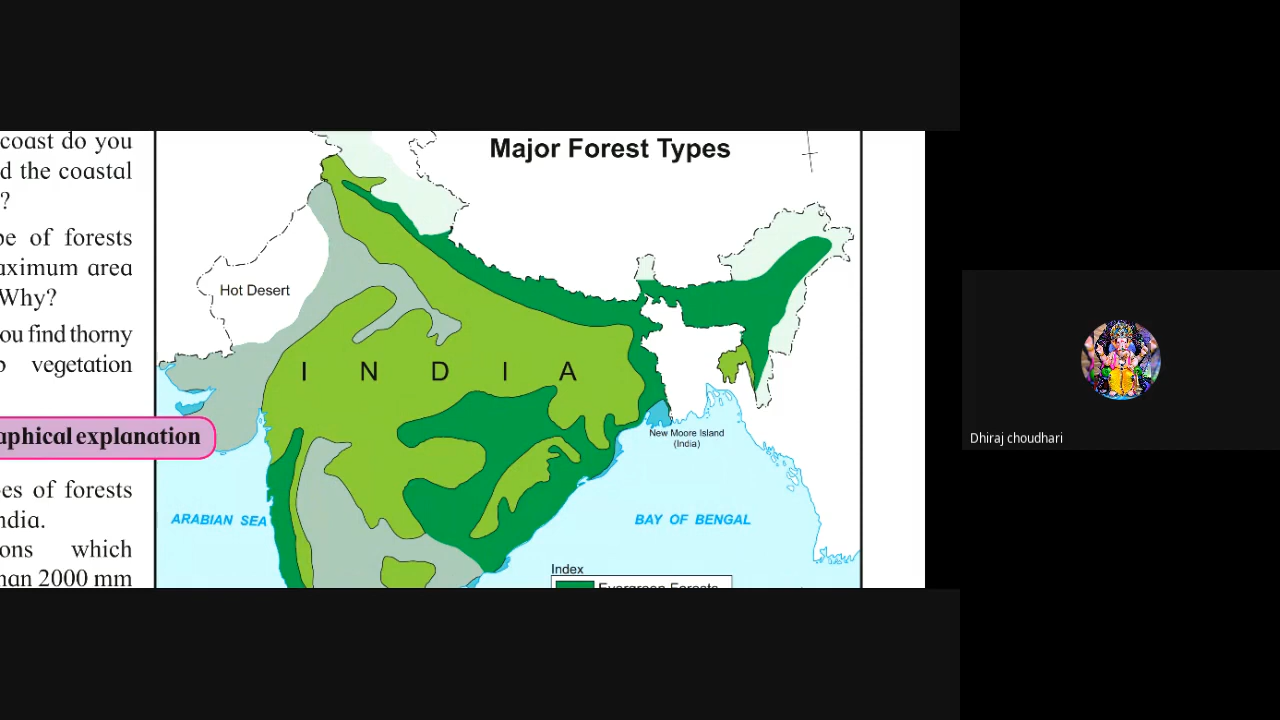 coast do you
d the coastal
?
pe of forests
aximum area
Why?
ou find thorny
b vegetation
aphical explanation
es of forests
ndia.
ons which
han 2000 mm
Major Forest Types
Hot Desert
I N D I A
New Moore Island
(India)
ARABIAN SEA
BAY OF BENGAL
Index
Evergreen Forests
Dhiraj choudhari